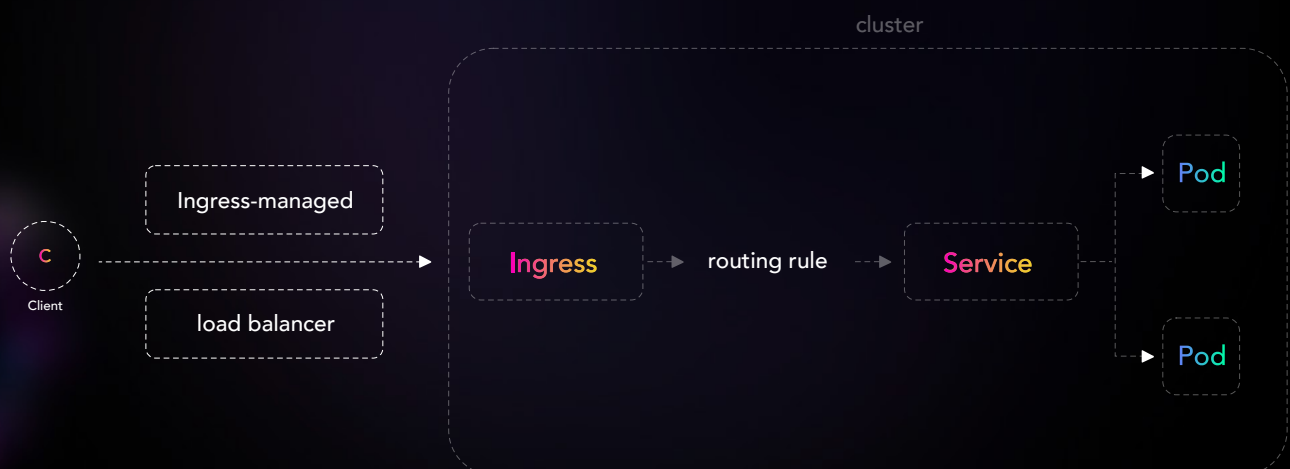 cluster
Ingress-managed
C
Client
load balancer
Ingress
routing rule
Service
Pod
Pod